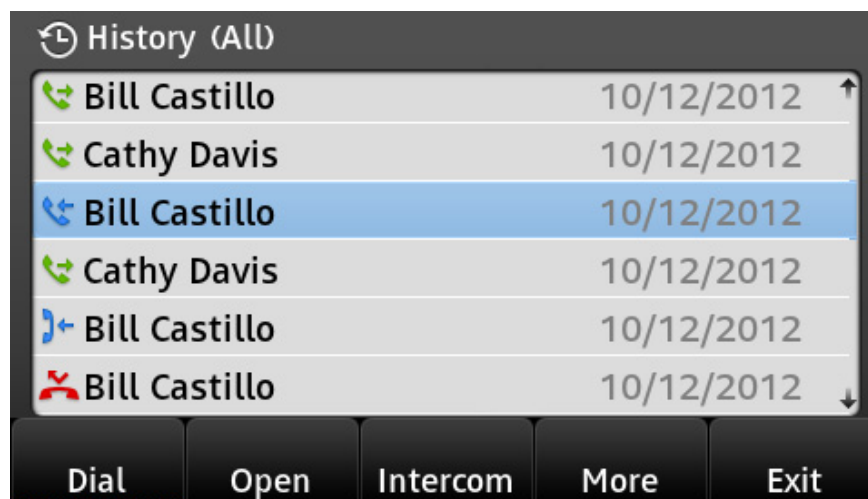 History (All)
Bill Castillo 10/12/2012
Cathy Davis 10/12/2012
Bill Castillo 10/12/2012
Cathy Davis 10/12/2012
Bill Castillo 10/12/2012
Bill Castillo 10/12/2012
Dial Open Intercom More Exit